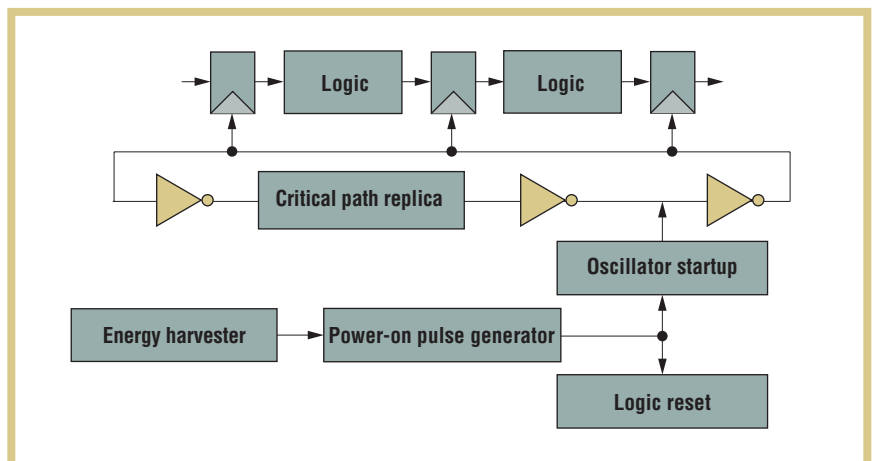 Logic
Logic
Critical path replica
Oscillator startup
Energy harvester
Power-on pulse generator
Logic reset